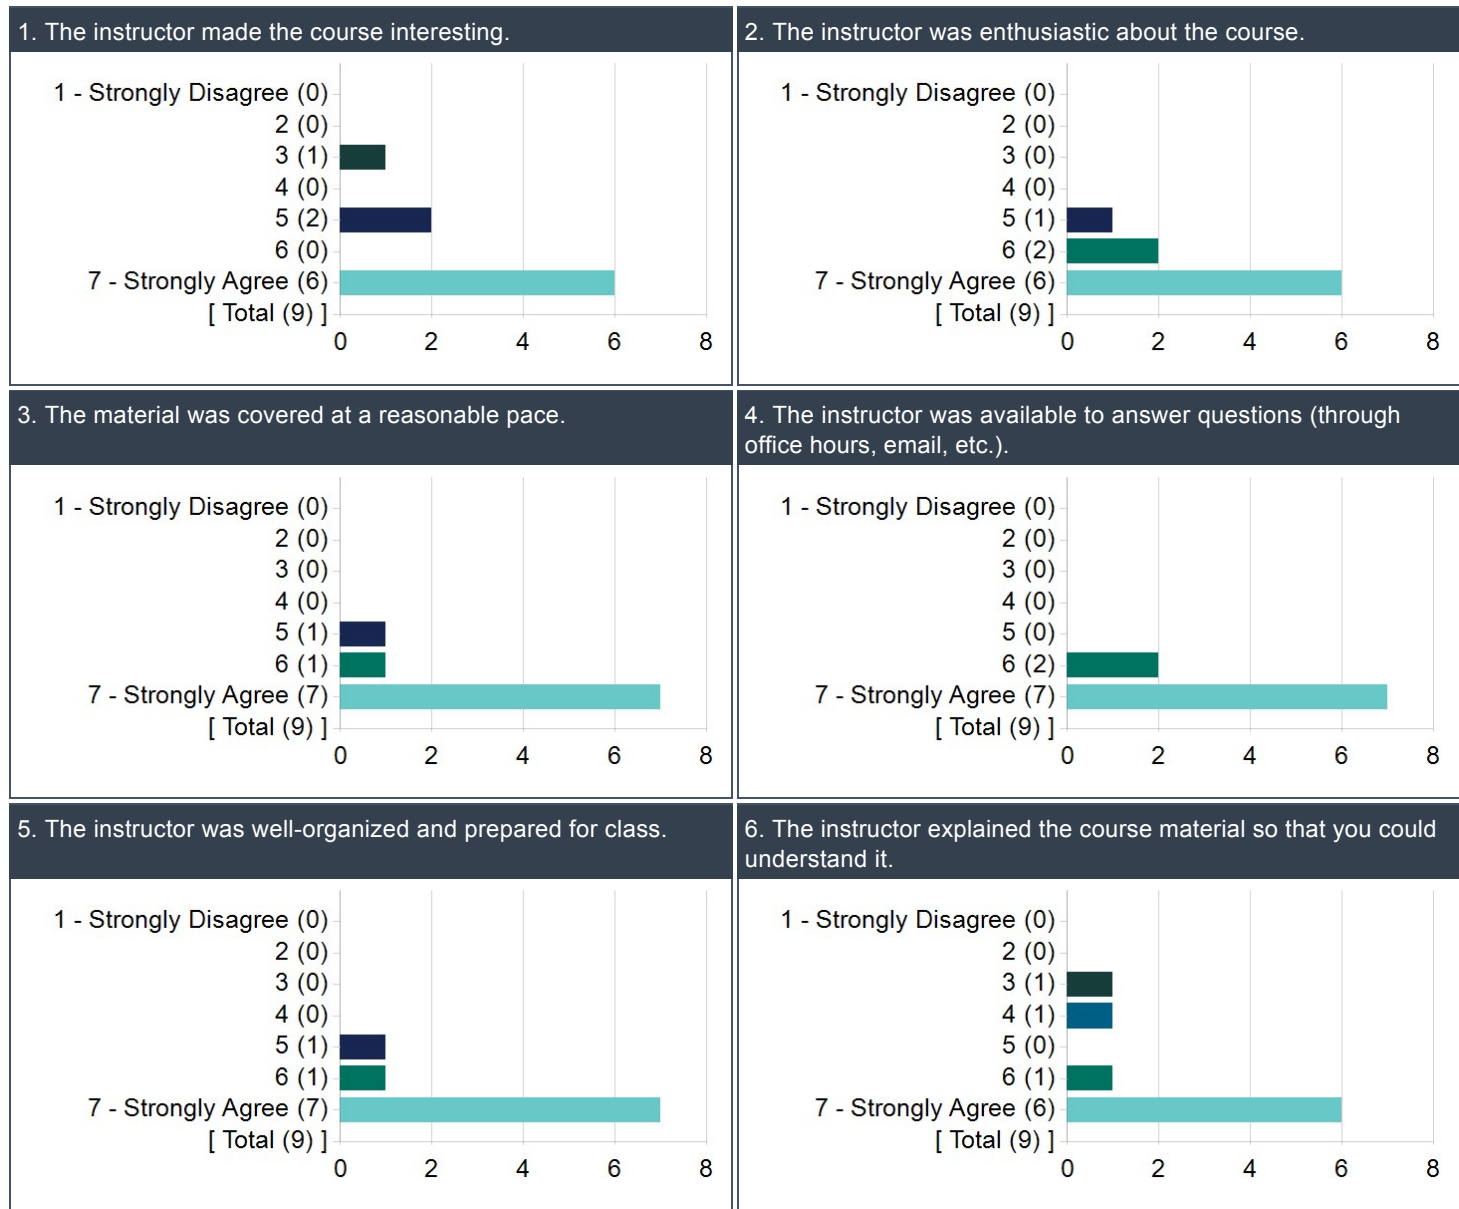 1. The instructor made the course interesting.
1 - Strongly Disagree (0)
2 (0)
3 (1)
4 (0)
5 (2)
6 (0)
7 - Strongly Agree (6)
[ Total (9) ]
0 2 4 6 8
2. The instructor was enthusiastic about the course.
1 - Strongly Disagree (0)
2 (0)
3 (0)
4 (0)
5 (1)
6 (2)
7 - Strongly Agree (6)
[ Total (9) ]
0 2 4 6 8
3. The material was covered at a reasonable pace.
1 - Strongly Disagree (0)
2 (0)
3 (0)
4 (0)
5 (1)
6 (1)
7 - Strongly Agree (7)
[ Total (9) ]
0 2 4 6 8
4. The instructor was available to answer questions (through
office hours, email, etc.).
1 - Strongly Disagree (0)
2 (0)
3 (0)
4 (0)
5 (0)
6 (2)
7 - Strongly Agree (7)
[ Total (9) ]
0 2 4 6 8
5. The instructor was well-organized and prepared for class.
1 - Strongly Disagree (0)
2 (0)
3 (0)
4 (0)
5 (1)
6 (1)
7 - Strongly Agree (7)
[ Total (9) ]
0 2 4 6 8
6. The instructor explained the course material so that you could
understand it.
1 - Strongly Disagree (0)
2 (0)
3 (1)
4 (1)
5 (0)
6 (1)
7 - Strongly Agree (6)
[ Total (9) ]
0 2 4 6 8